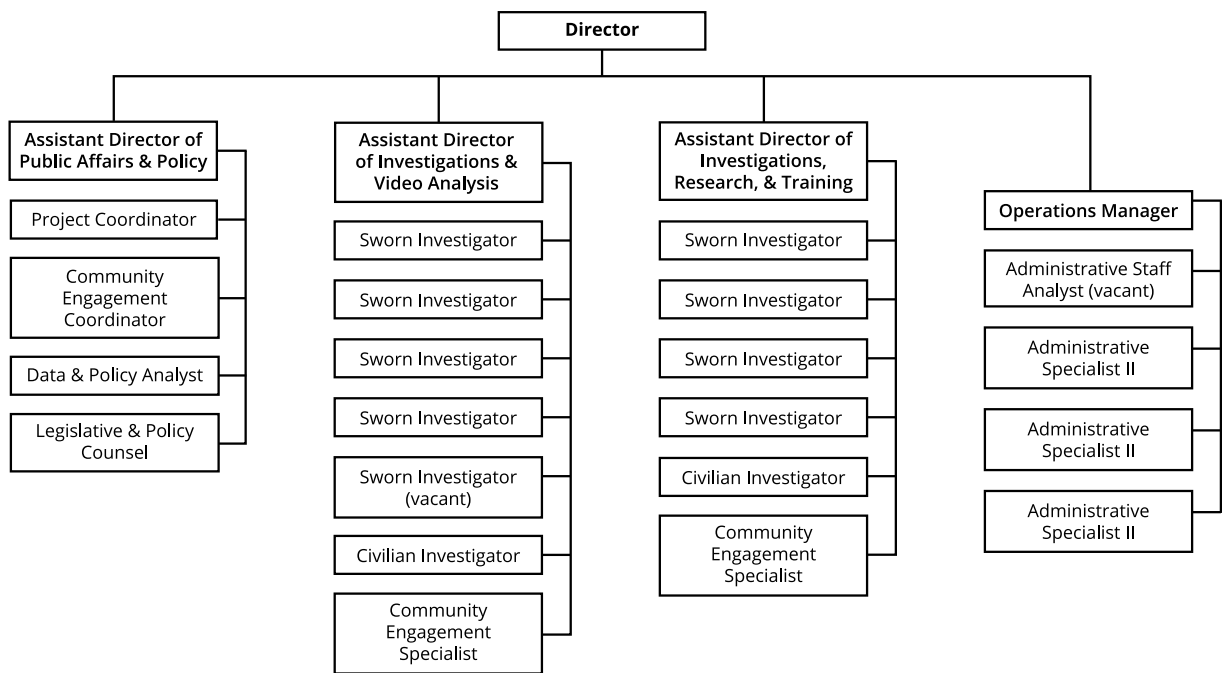 Director
Assistant Director of
Public Affairs & Policy
Project Coordinator
Community
Engagement
Coordinator
Data & Policy Analyst
Legislative & Policy
Counsel
Assistant Director
of Investigations &
Video Analysis
Sworn Investigator
Sworn Investigator
Sworn Investigator
Sworn Investigator
Sworn Investigator
(vacant)
Civilian Investigator
Community
Engagement
Specialist
Assistant Director of
Investigations,
Research, & Training
Sworn Investigator
Sworn Investigator
Sworn Investigator
Sworn Investigator
Civilian Investigator
Community
Engagement
Specialist
Operations Manager
Administrative Staff
Analyst (vacant)
Administrative
Specialist II
Administrative
Specialist II
Administrative
Specialist II